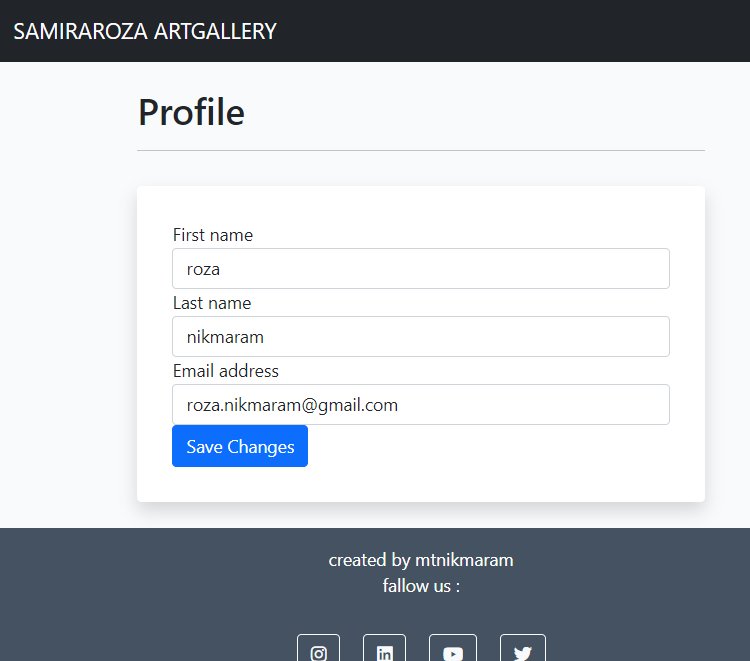 SAMIRAROZA ARTGALLERY
Profile
First name
roza
Last name
nikmaram
Email address
roza.nikmaram@gmail.com
Save Changes
created by mtnikmaram
fallow us :